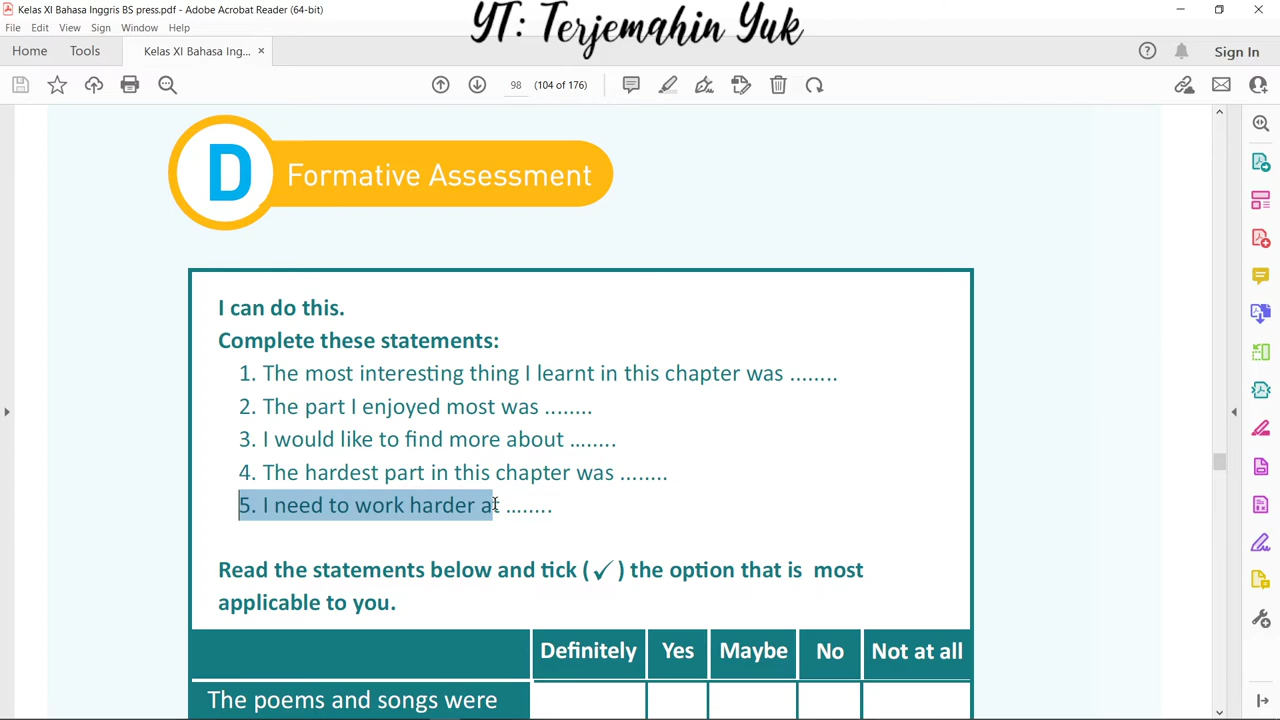 Kelas XI Bahasa Inggris BS press.pdf - Adobe Acrobat Reader (64-bit)
YT: Terjemahin Yuk
File Edit View Sign Window Help
Home Tools Kelas XI Bahasa Ing... × Sign In
98 (104 of 176)
D
Formative Assessment
I can do this.
Complete these statements:
1. The most interesting thing I learnt in this chapter was ........
2. The part I enjoyed most was ........
3. I would like to find more about ........
4. The hardest part in this chapter was ........
5. I need to work harder at ........
Read the statements below and tick (✓) the option that is most
applicable to you.
Definitely Yes Maybe No Not at all
The poems and songs were